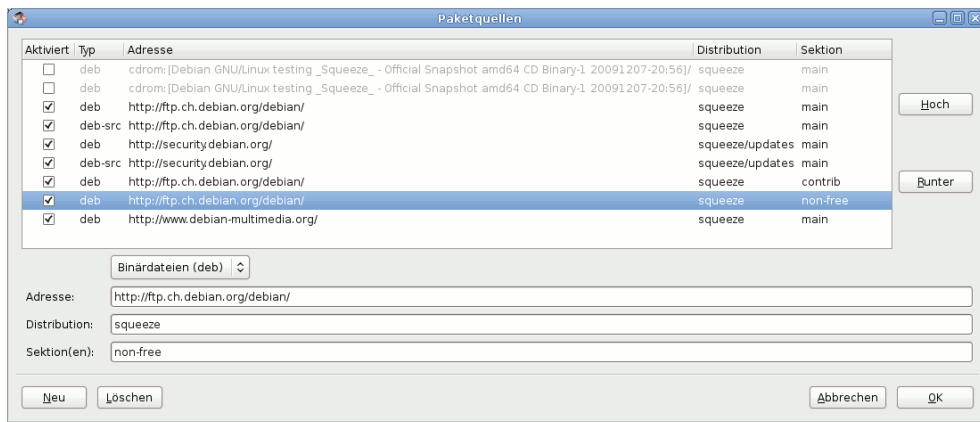 Paketquellen
Aktiviert Typ Adresse Distribution Sektion
deb cdrom:[Debian GNU/Linux testing _Squeeze_ - Official Snapshot amd64 CD Binary-1 20091207-20:56]/ squeeze main
deb cdrom:[Debian GNU/Linux testing _Squeeze_ - Official Snapshot amd64 CD Binary-1 20091207-20:56]/ squeeze main
deb http://ftp.ch.debian.org/debian/ squeeze main
deb-src http://ftp.ch.debian.org/debian/ squeeze main
deb http://security.debian.org/ squeeze/updates main
deb-src http://security.debian.org/ squeeze/updates main
deb http://ftp.ch.debian.org/debian/ squeeze contrib
deb http://ftp.ch.debian.org/debian/ squeeze non-free
deb http://www.debian-multimedia.org/ squeeze main
Hoch
Runter
Binärdateien (deb)
Adresse: http://ftp.ch.debian.org/debian/
Distribution: squeeze
Sektion(en): non-free
Neu Löschen Abbrechen OK